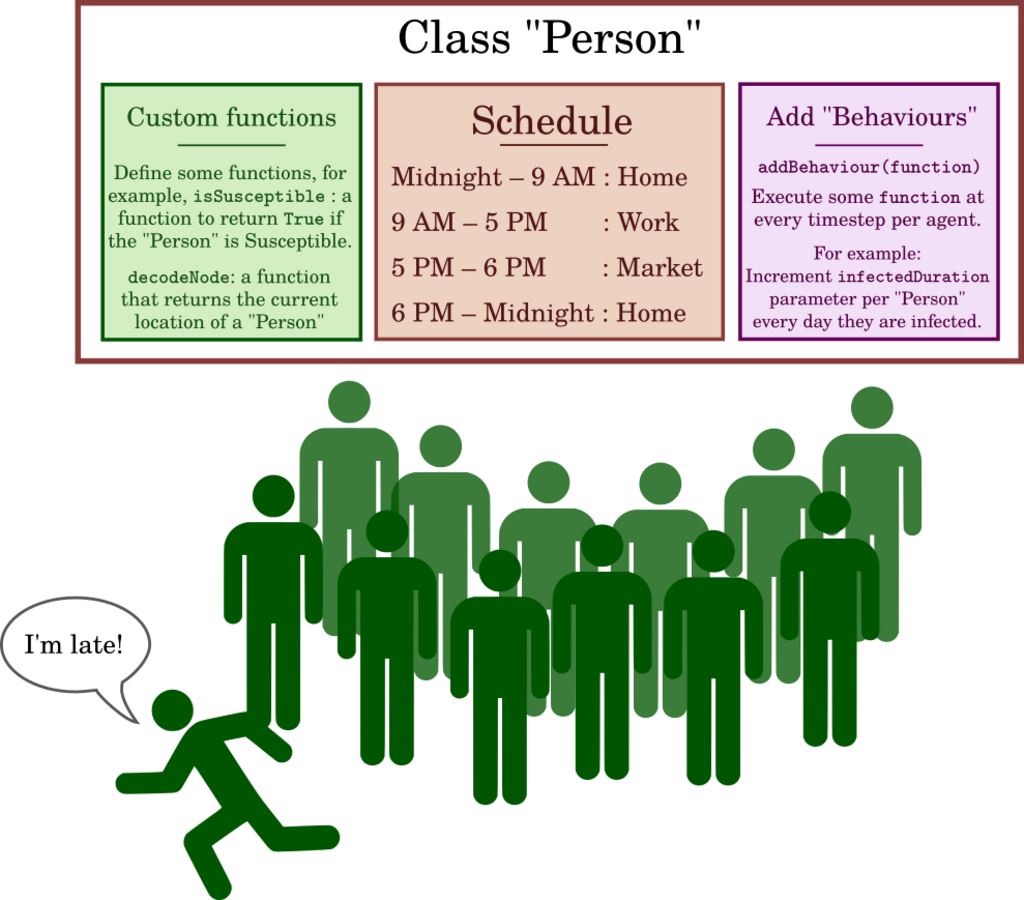 Class "Person"
Custom functions
Define some functions, for
example, isSusceptible : a
function to return True if
the "Person" is Susceptible.
decodeNode: a function
that returns the current
location of a "Person"
Schedule
Midnight – 9 AM : Home
9 AM – 5 PM : Work
5 PM – 6 PM : Market
6 PM – Midnight : Home
Add "Behaviours"
addBehaviour(function)
Execute some function at
every timestep per agent.
For example:
Increment infectedDuration
parameter per "Person"
every day they are infected.
I'm late!